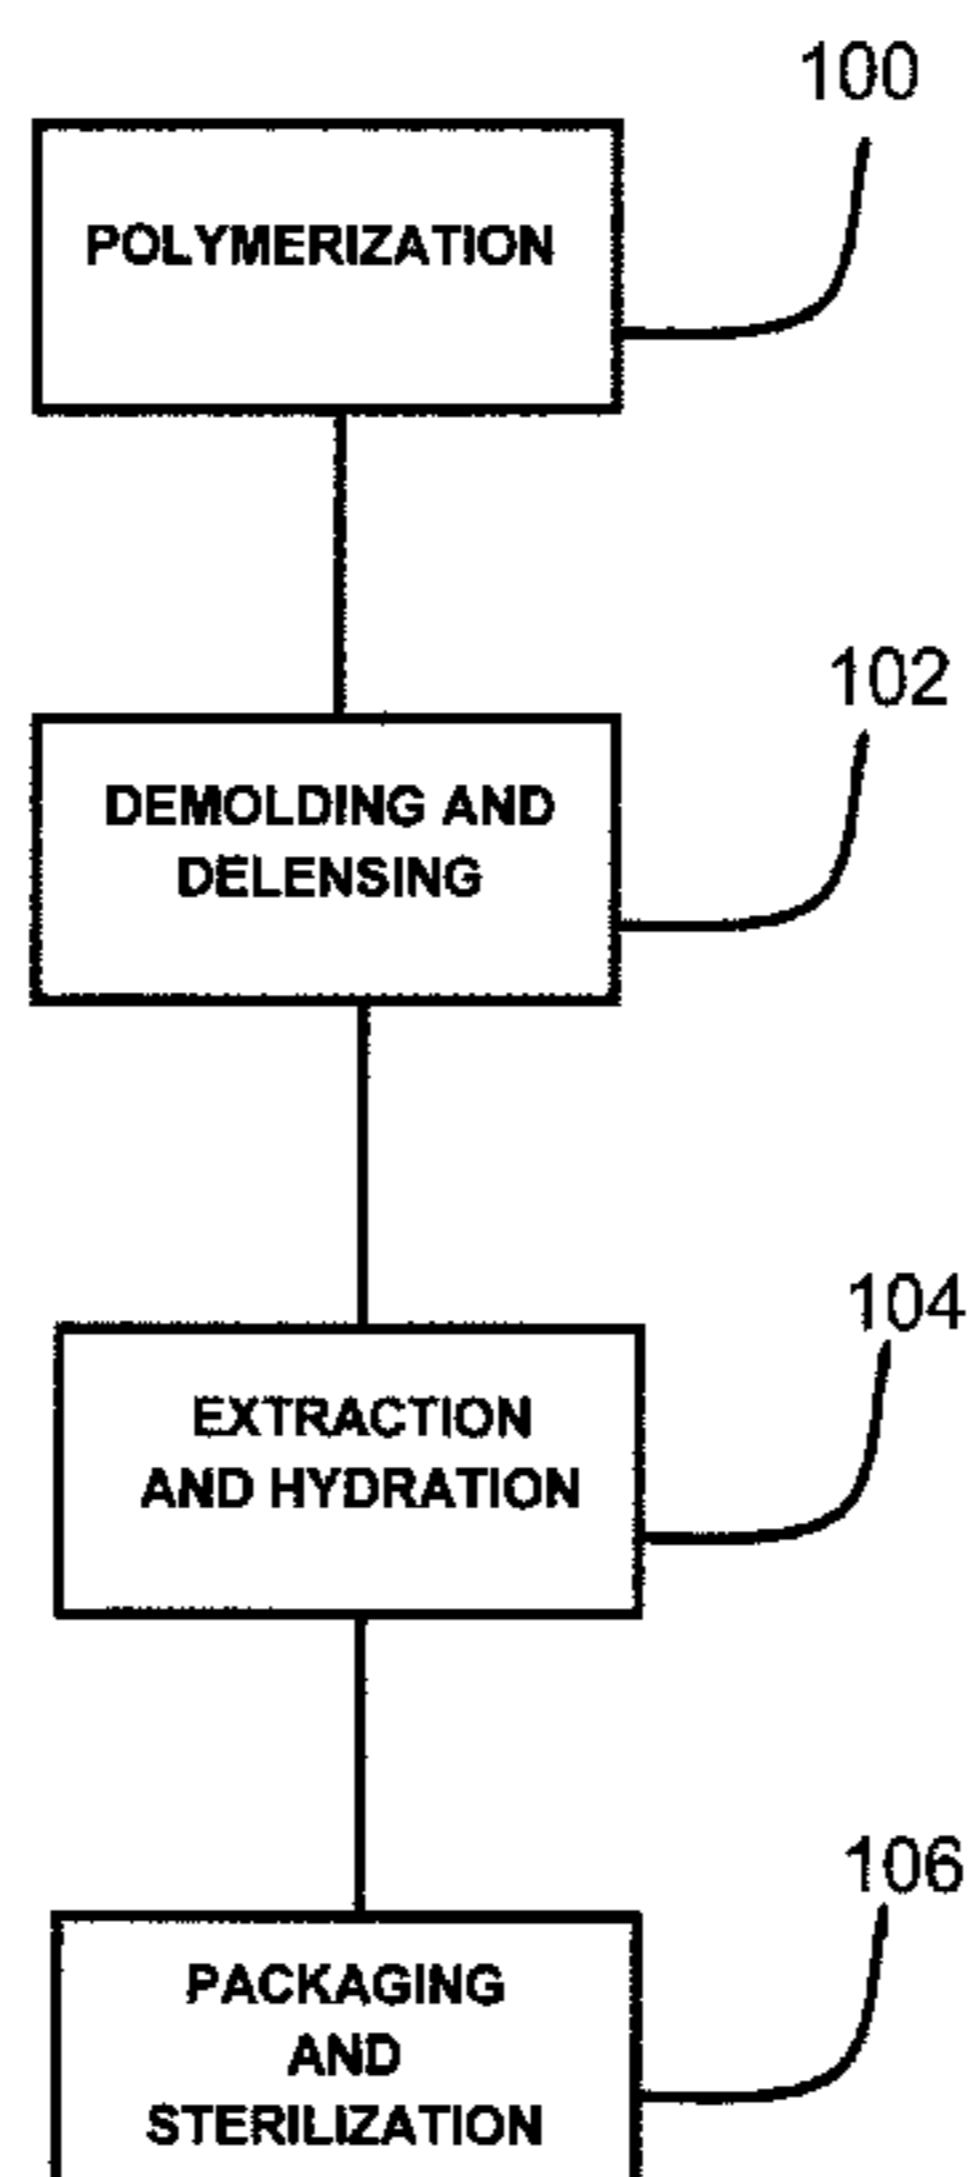 100
POLYMERIZATION
102
DEMOLDING AND
DELENSING
104
EXTRACTION
AND HYDRATION
106
PACKAGING
AND
STERILIZATION